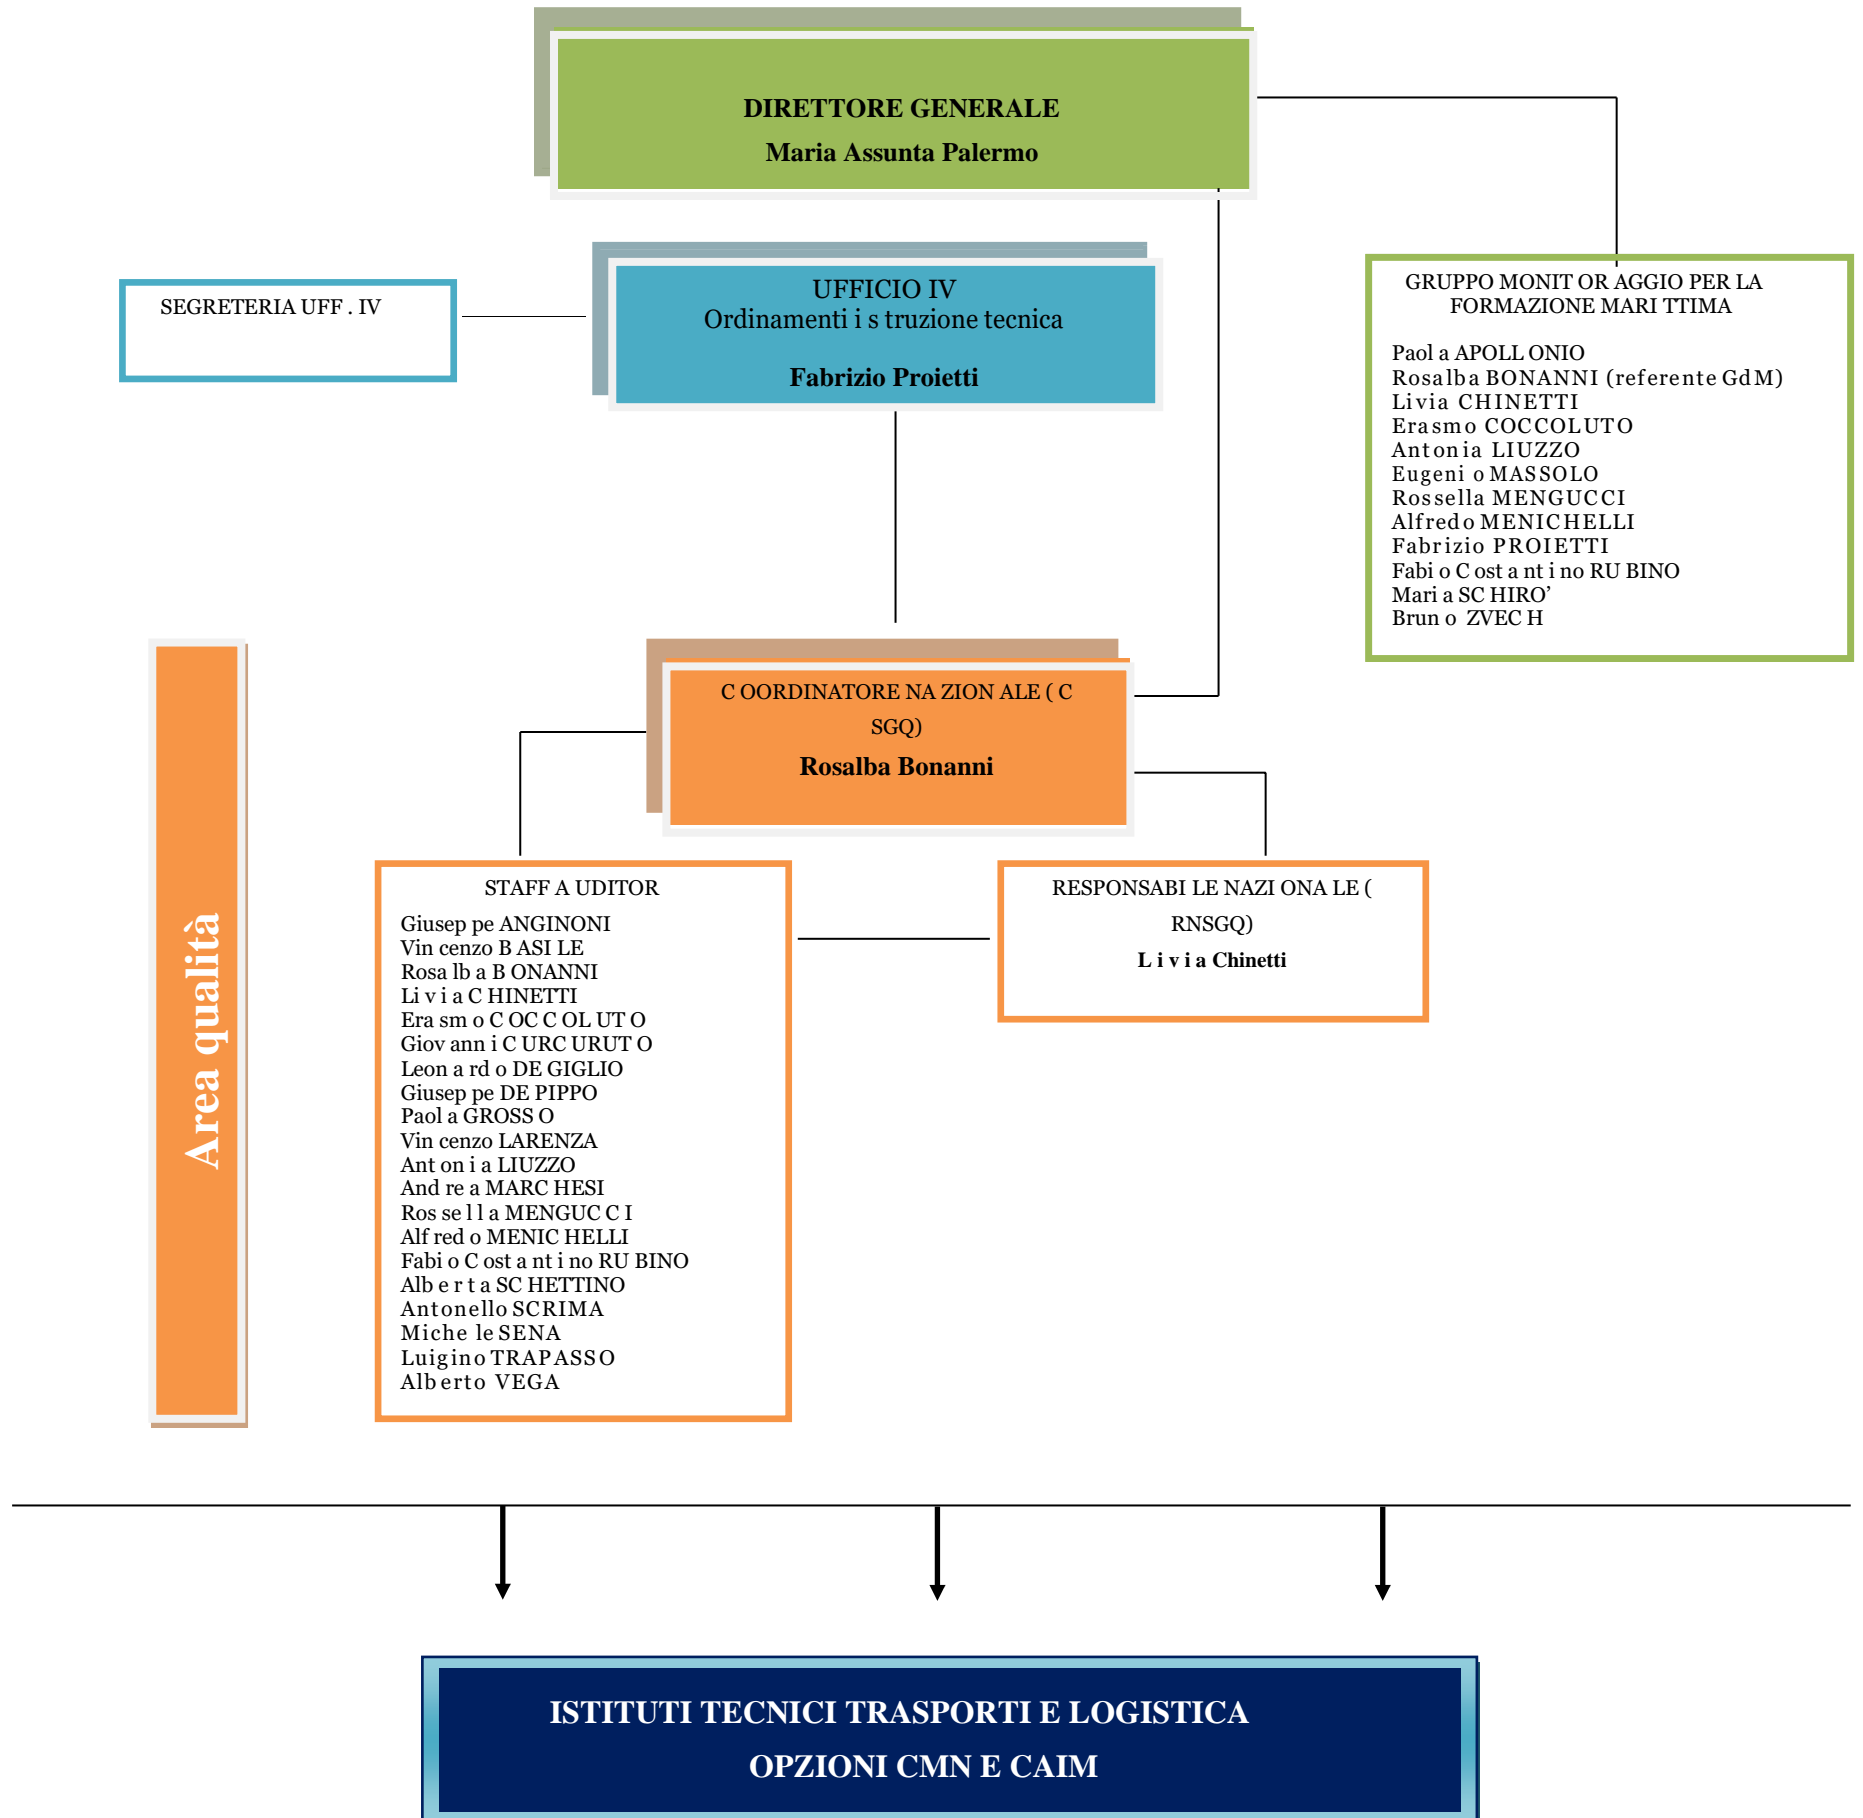 DIRETTORE GENERALE
Maria Assunta Palermo
SEGRETERIA UFF . IV
UFFICIO IV
Ordinamenti i s truzione tecnica
Fabrizio Proietti
GRUPPO MONIT OR AGGIO PER LA
FORMAZIONE MARI TTIMA
Paol a APOLL ONIO
Rosalba BONANNI (referente GdM)
Livia CHINETTI
Erasmo COCCOLUTO
Antonia LIUZZO
Eugeni o MASSOLO
Rossella MENGUCCI
Alfredo MENICHELLI
Fabrizio PROIETTI
Fabi o C ost a nt i no RU BINO
Mari a SC HIRO’
Brun o ZVEC H
C OORDINATORE NA ZION ALE ( C
SGQ)
Rosalba Bonanni
Area qualità
STAFF A UDITOR
Giusep pe ANGINONI
Vin cenzo B ASI LE
Rosa lb a B ONANNI
Li v i a C HINETTI
Era sm o C OC C OL UT O
Giov ann i C URC URUT O
Leon a rd o DE GIGLIO
Giusep pe DE PIPPO
Paol a GROSS O
Vin cenzo LARENZA
Ant on i a LIUZZO
And re a MARC HESI
Ros se l l a MENGUC C I
Alf red o MENIC HELLI
Fabi o C ost a nt i no RU BINO
Alb e r t a SC HETTINO
Antonello SCRIMA
Miche le SENA
Luigino TRAPASSO
Alberto VEGA
RESPONSABI LE NAZI ONA LE (
RNSGQ)
L i v i a Chinetti
ISTITUTI TECNICI TRASPORTI E LOGISTICA
OPZIONI CMN E CAIM